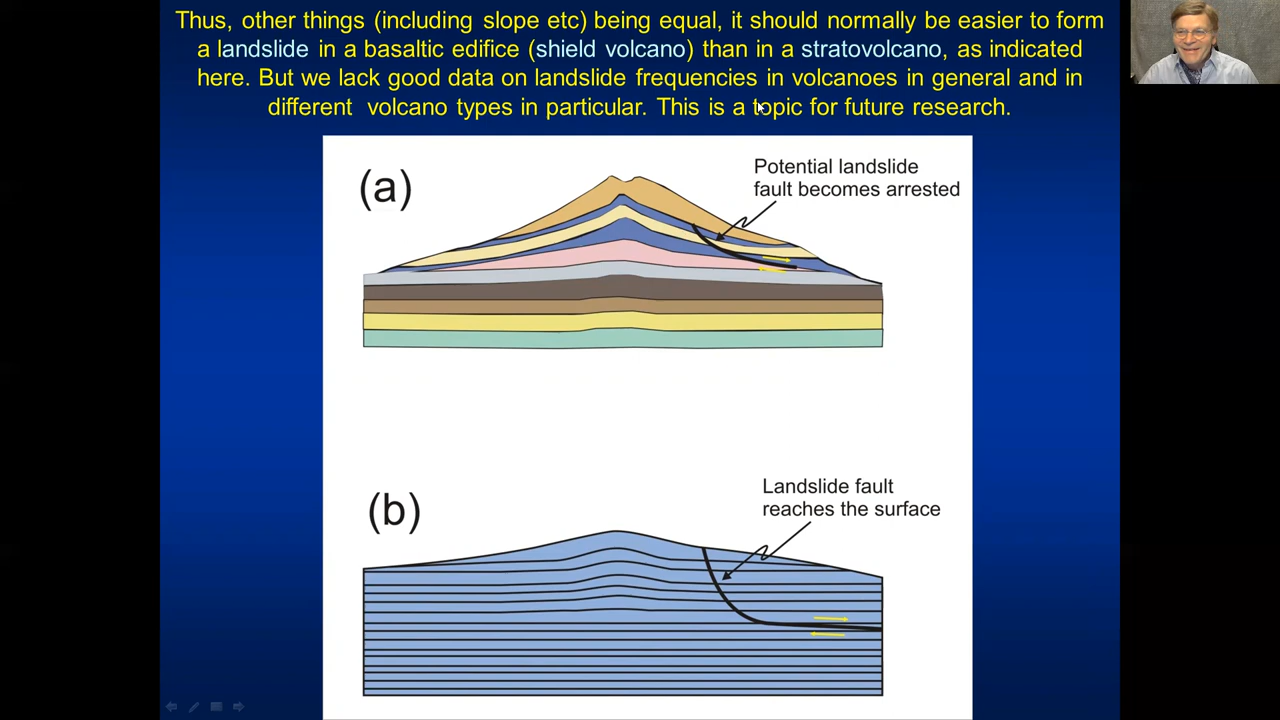 Thus, other things (including slope etc) being equal, it should normally be easier to form
a landslide in a basaltic edifice (shield volcano) than in a stratovolcano, as indicated
here. But we lack good data on landslide frequencies in volcanoes in general and in
different volcano types in particular. This is a topic for future research.
(a)
Potential landslide
fault becomes arrested
(b)
Landslide fault
reaches the surface